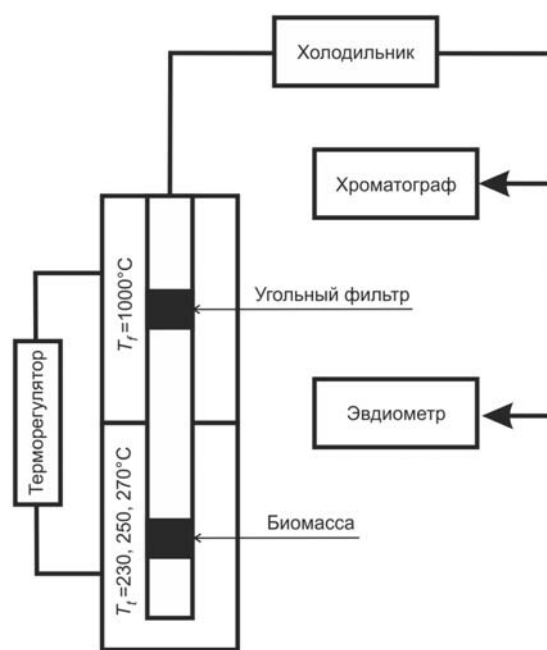 Холодильник
Хроматограф
Угольный фильтр
T_f =1000°C
Терморегулятор
Эвдиометр
T_t =230, 250, 270°C
Биомасса